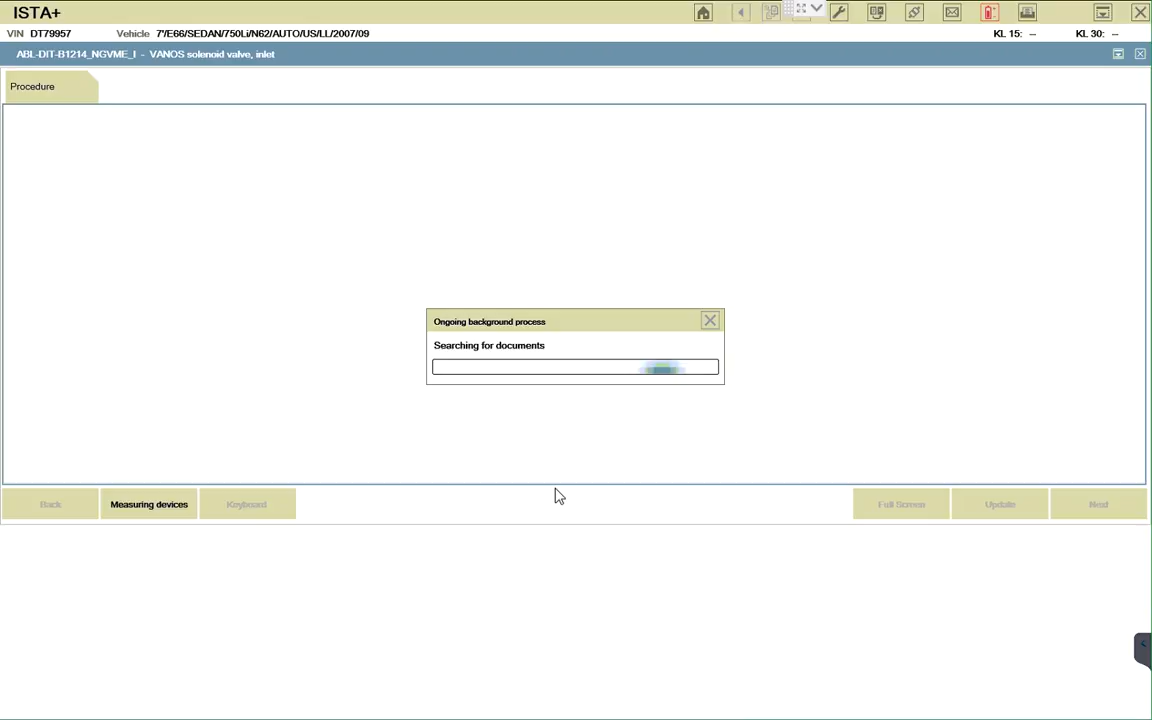 ISTA+
VIN DT79957 Vehicle 7'/E66/SEDAN/750Li/N62/AUTO/US/LL/2007/09 KL 15: -- KL 30: --
ABL-DIT-B1214_NGVME_I - VANOS solenoid valve, inlet
Procedure
Ongoing background process
Searching for documents
Back Measuring devices Keyboard Full Screen Update Next